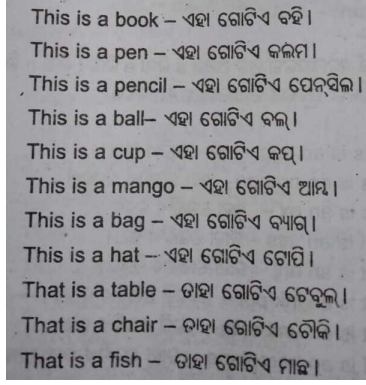 This is a book – ଏହା ଗୋଟିଏ ବହି।
This is a pen – ଏହା ଗୋଟିଏ କଲମ।
This is a pencil – ଏହା ଗୋଟିଏ ପେନ୍‌ସିଲ।
This is a ball– ଏହା ଗୋଟିଏ ବଲ୍।
This is a cup – ଏହା ଗୋଟିଏ କପ୍।
This is a mango – ଏହା ଗୋଟିଏ ଆମ୍ବ।
This is a bag – ଏହା ଗୋଟିଏ ବ୍ୟାଗ୍।
This is a hat – ଏହା ଗୋଟିଏ ଟୋପି।
That is a table – ତାହା ଗୋଟିଏ ଟେବୁଲ୍।
That is a chair – ତାହା ଗୋଟିଏ ଚୌକି।
That is a fish – ତାହା ଗୋଟିଏ ମାଛ।